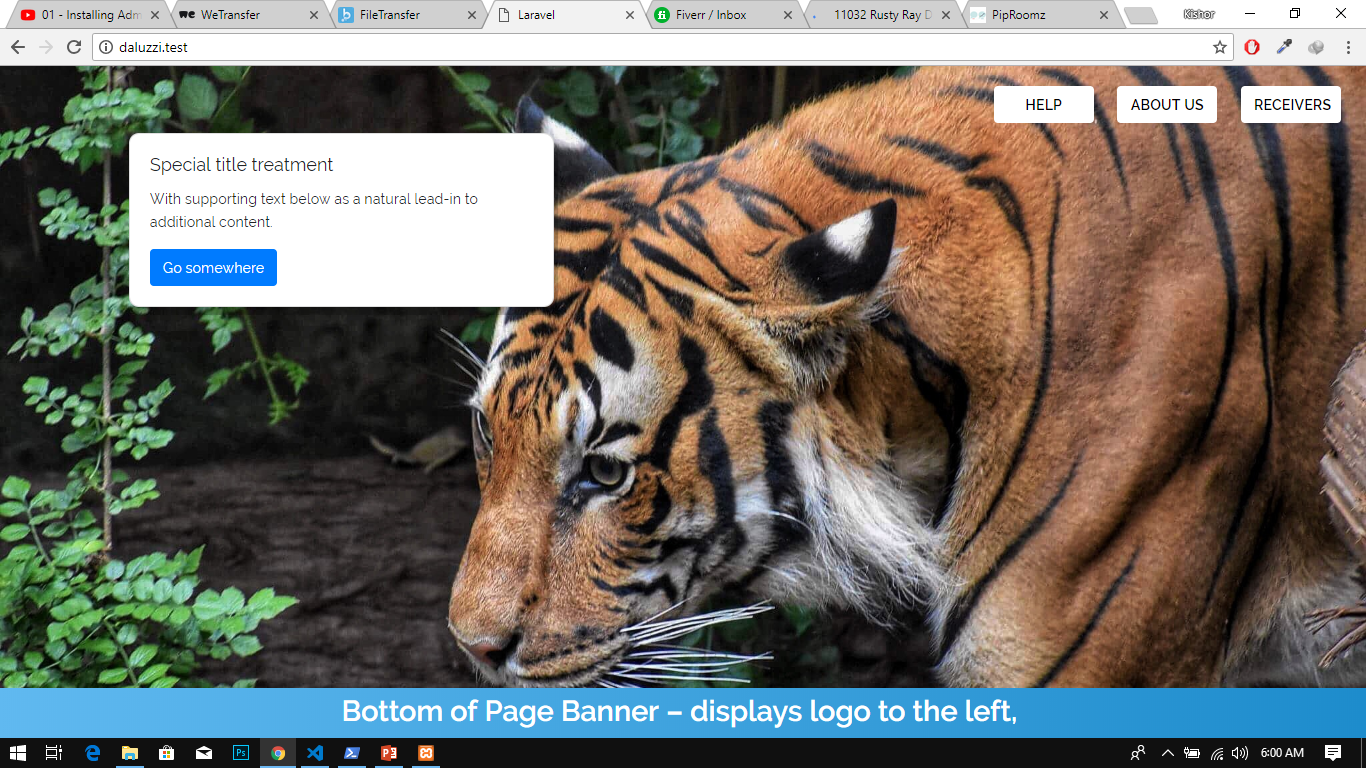 01 - Installing Adm
WeTransfer
FileTransfer
Laravel
Fiverr / Inbox
11032 Rusty Ray D
PipRoomz
Kishor
daluzzi.test
HELP
ABOUT US
RECEIVERS
Special title treatment
With supporting text below as a natural lead-in to
additional content.
Go somewhere
Bottom of Page Banner – displays logo to the left,
6:00 AM